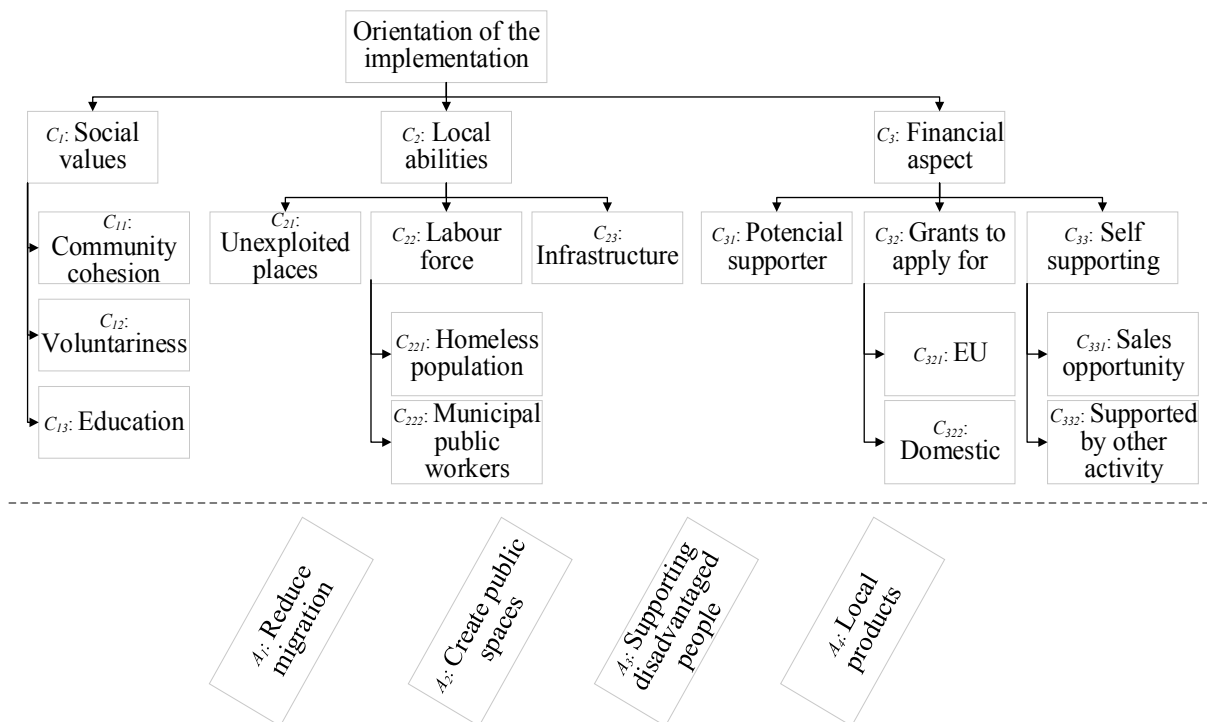 Orientation of the
implementation
C1: Social
values
C2: Local
abilities
C3: Financial
aspect
C11:
Community
cohesion
C21:
Unexploited
places
C22: Labour
force
C23:
Infrastructure
C31: Potencial
supporter
C32: Grants to
apply for
C33: Self
supporting
C12:
Voluntariness
C221: Homeless
population
C321: EU
C331: Sales
opportunity
C13: Education
C222: Municipal
public
workers
C322:
Domestic
C332: Supported
by other
activity
A1: Reduce
migration
A2: Create public
spaces
A3: Supporting
disadvantaged
people
A4: Local
products